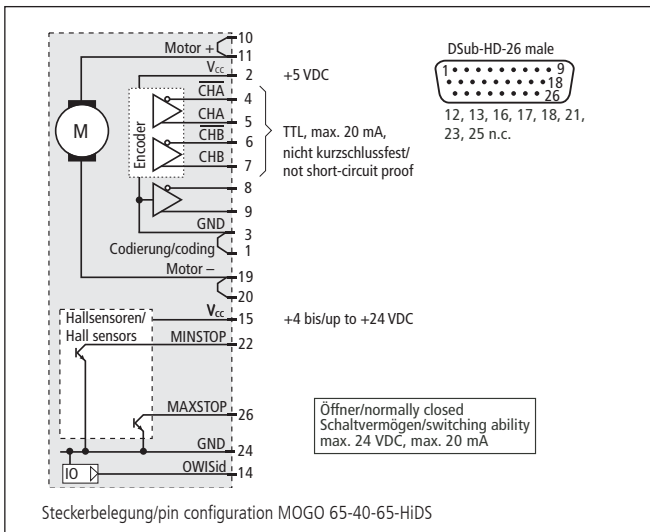 10
Motor +
11
Vcc
2
+5 VDC
CHA
4
CHA
5
CHB
6
CHB
7
TTL, max. 20 mA,
nicht kurzschlussfest/
not short-circuit proof
Encoder
M
8
9
GND
3
Codierung/coding
1
Motor –
19
20
Hallsensoren/
Hall sensors
Vcc
15
+4 bis/up to +24 VDC
MINSTOP
22
MAXSTOP
26
GND
24
IO
OWISid
14
DSub-HD-26 male
1
9
18
26
12, 13, 16, 17, 18, 21,
23, 25 n.c.
Öffner/normally closed
Schaltvermögen/switching ability
max. 24 VDC, max. 20 mA
Steckerbelegung/pin configuration MOGO 65-40-65-HiDS